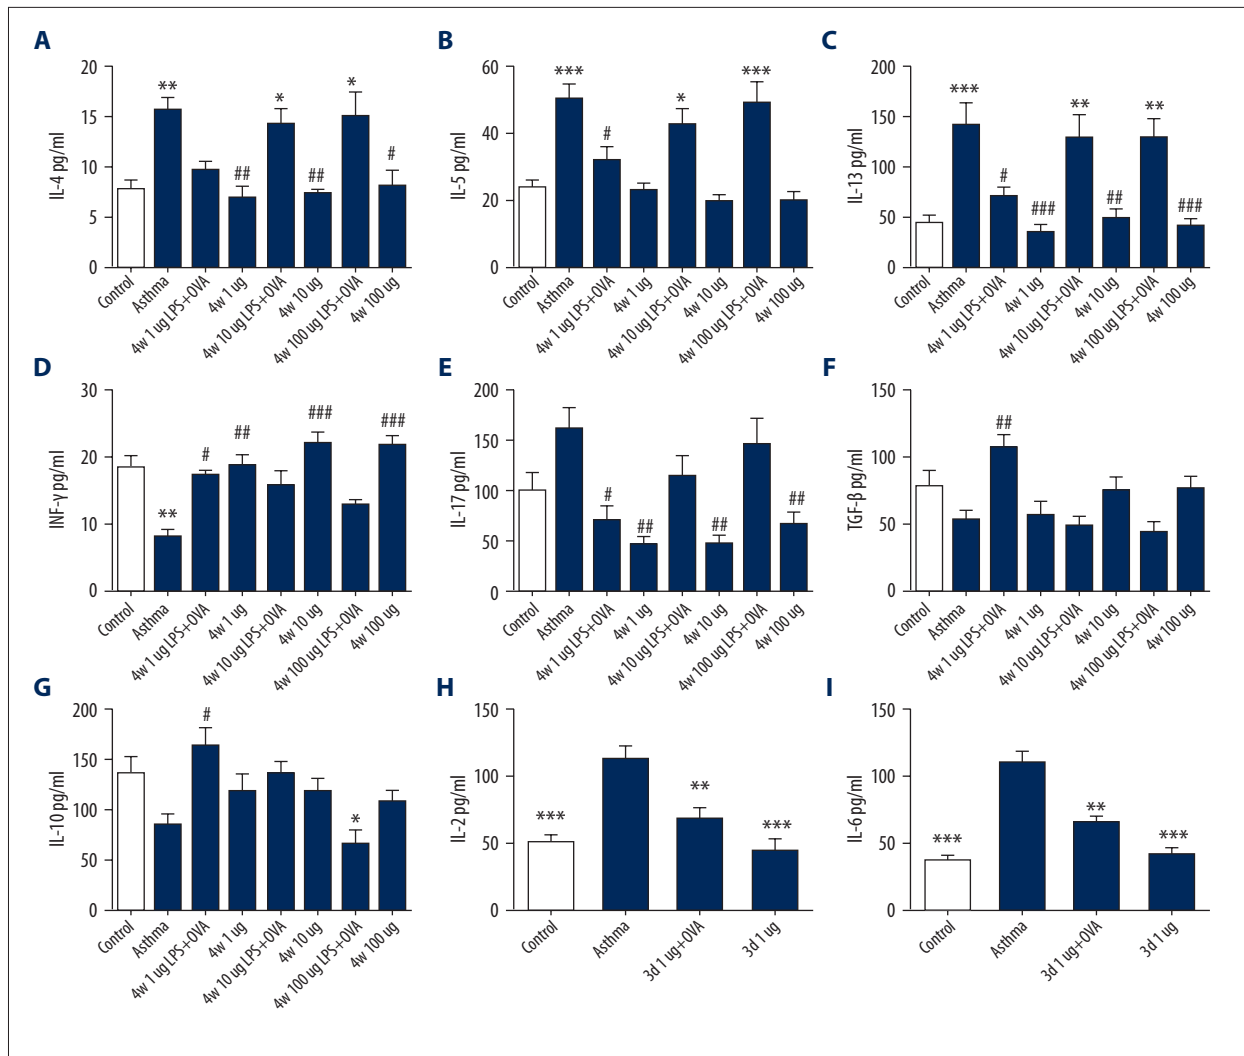 A
IL-4 pg/ml
20
15
10
5
0
**
##
*
##
*
#
Control
Asthma
4w 1 ug LPS+OVA
4w 1 ug
4w 10 ug LPS+OVA
4w 10 ug
4w 100 ug LPS+OVA
4w 100 ug
B
IL-5 pg/ml
60
40
20
0
***
#
*
***
Control
Asthma
4w 1 ug LPS+OVA
4w 1 ug
4w 10 ug LPS+OVA
4w 10 ug
4w 100 ug LPS+OVA
4w 100 ug
C
IL-13 pg/ml
200
150
100
50
0
***
#
###
**
##
**
###
Control
Asthma
4w 1 ug LPS+OVA
4w 1 ug
4w 10 ug LPS+OVA
4w 10 ug
4w 100 ug LPS+OVA
4w 100 ug
D
INF-γ pg/ml
30
20
10
0
**
#
##
###
###
Control
Asthma
4w 1 ug LPS+OVA
4w 1 ug
4w 10 ug LPS+OVA
4w 10 ug
4w 100 ug LPS+OVA
4w 100 ug
E
IL-17 pg/ml
200
150
100
50
0
#
##
##
##
Control
Asthma
4w 1 ug LPS+OVA
4w 1 ug
4w 10 ug LPS+OVA
4w 10 ug
4w 100 ug LPS+OVA
4w 100 ug
F
TGF-β pg/ml
150
100
50
0
##
Control
Asthma
4w 1 ug LPS+OVA
4w 1 ug
4w 10 ug LPS+OVA
4w 10 ug
4w 100 ug LPS+OVA
4w 100 ug
G
IL-10 pg/ml
200
150
100
50
0
#
*
Control
Asthma
4w 1 ug LPS+OVA
4w 1 ug
4w 10 ug LPS+OVA
4w 10 ug
4w 100 ug LPS+OVA
4w 100 ug
H
IL-2 pg/ml
150
100
50
0
***
**
***
Control
Asthma
3d 1 ug+OVA
3d 1 ug
I
IL-6 pg/ml
150
100
50
0
***
**
***
Control
Asthma
3d 1 ug+OVA
3d 1 ug